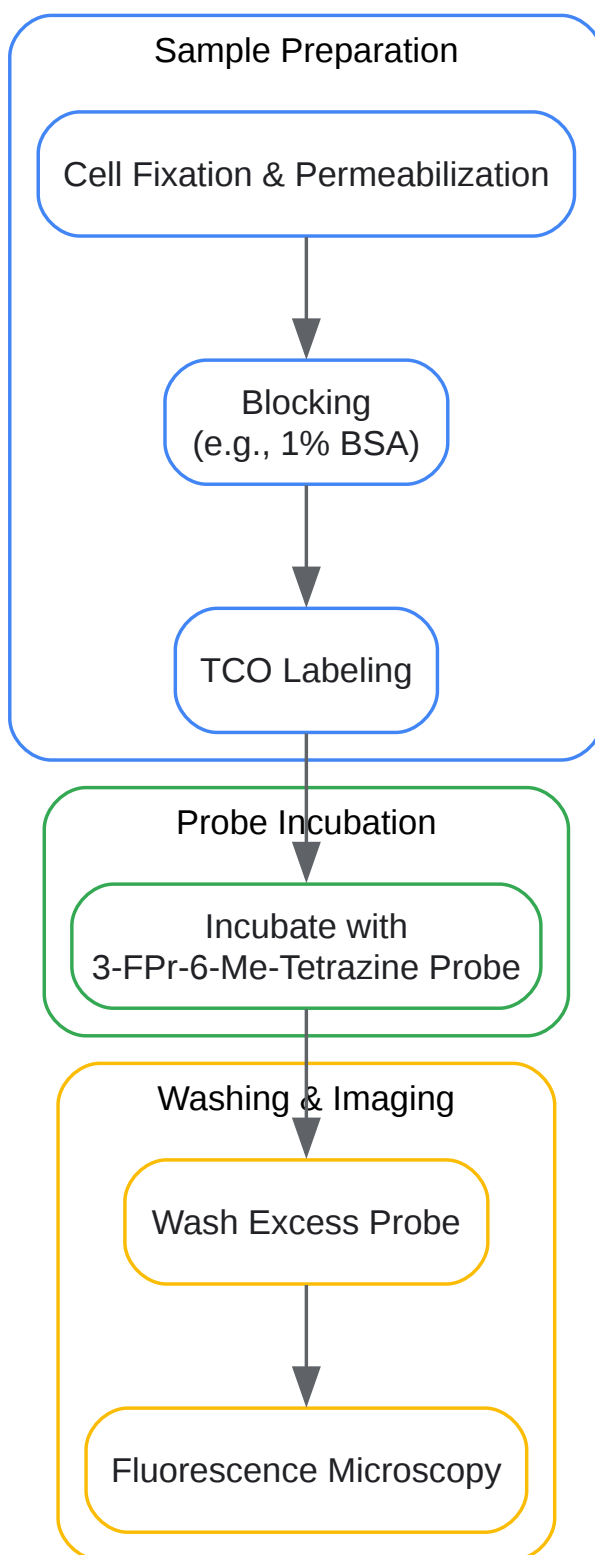 Sample Preparation
Cell Fixation & Permeabilization
Blocking
(e.g., 1% BSA)
TCO Labeling
Probe Incubation
Incubate with
3-FPr-6-Me-Tetrazine Probe
Washing & Imaging
Wash Excess Probe
Fluorescence Microscopy